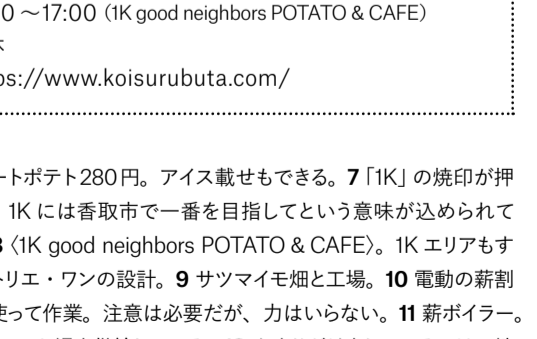 0 〜17:00（1K good neighbors POTATO & CAFE）
ps://www.koisurubuta.com/
ートポテト280円。アイス載せもできる。7「1K」の焼印が押
1K には香取市で一番を目指してという意味が込められて
〈1K good neighbors POTATO & CAFE〉。1K エリアもす
トリエ・ワンの設計。9 サツマイモ畑と工場。10 電動の薪割
使って作業。注意は必要だが、力はいらない。11 薪ボイラー。